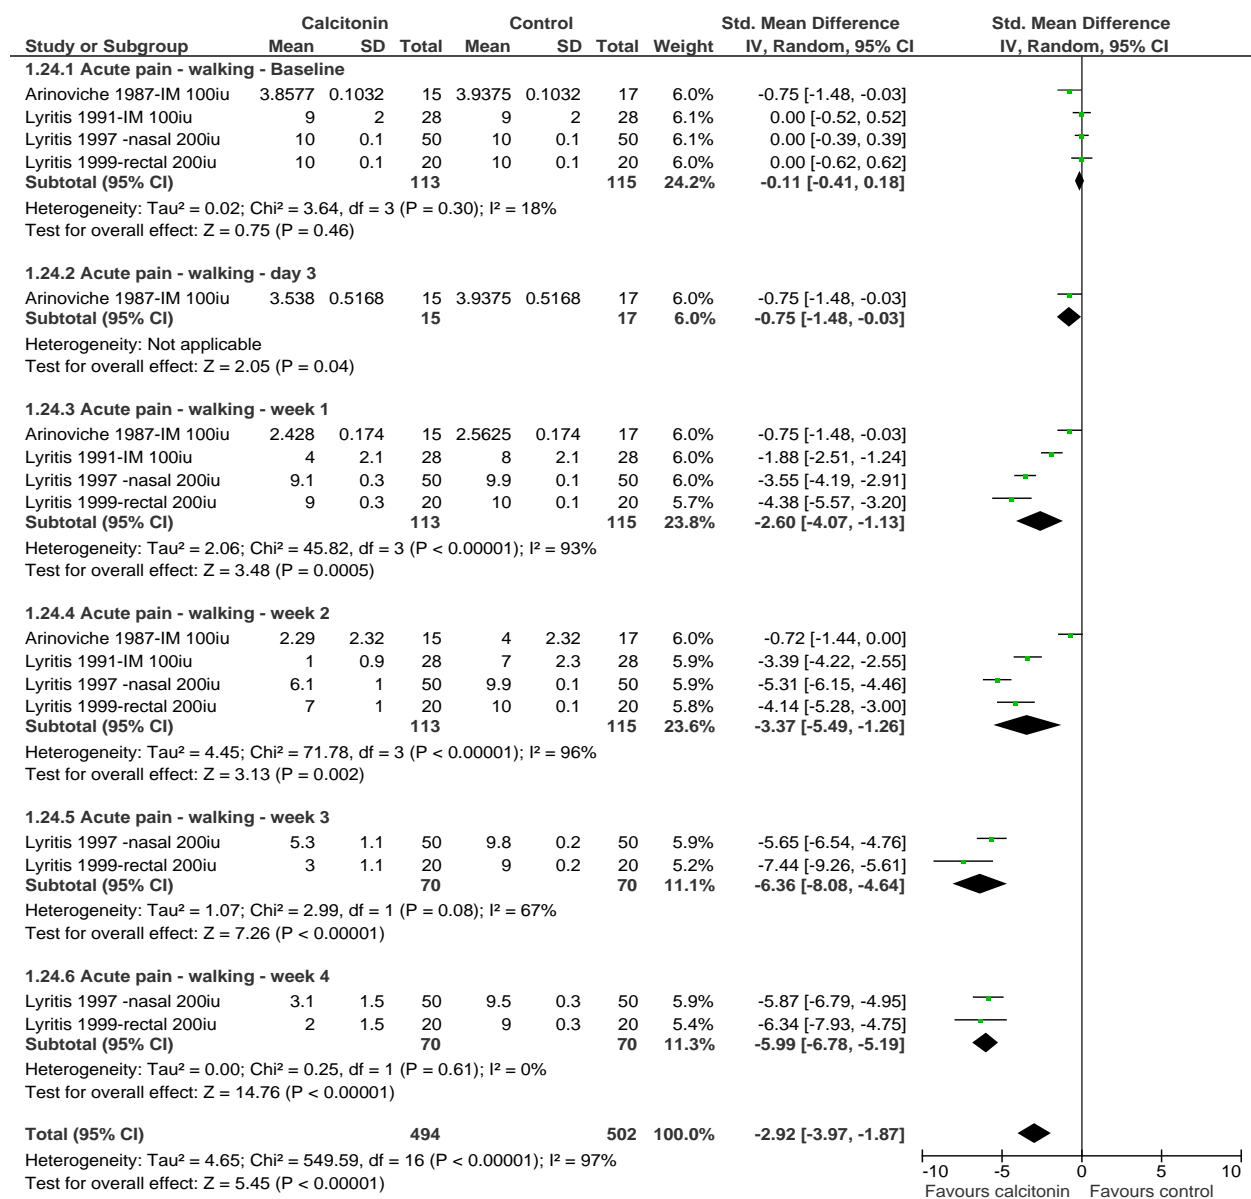 Calcitonin Control Std. Mean Difference Std. Mean Difference
Study or Subgroup Mean SD Total Mean SD Total Weight IV, Random, 95% CI IV, Random, 95% CI
1.24.1 Acute pain - walking - Baseline
Arinoviche 1987-IM 100iu 3.8577 0.1032 15 3.9375 0.1032 17 6.0% -0.75 [-1.48, -0.03]
Lyritis 1991-IM 100iu 9 2 28 9 2 28 6.1% 0.00 [-0.52, 0.52]
Lyritis 1997 -nasal 200iu 10 0.1 50 10 0.1 50 6.1% 0.00 [-0.39, 0.39]
Lyritis 1999-rectal 200iu 10 0.1 20 10 0.1 20 6.0% 0.00 [-0.62, 0.62]
Subtotal (95% CI) 113 115 24.2% -0.11 [-0.41, 0.18]
Heterogeneity: Tau² = 0.02; Chi² = 3.64, df = 3 (P = 0.30); I² = 18%
Test for overall effect: Z = 0.75 (P = 0.46)
1.24.2 Acute pain - walking - day 3
Arinoviche 1987-IM 100iu 3.538 0.5168 15 3.9375 0.5168 17 6.0% -0.75 [-1.48, -0.03]
Subtotal (95% CI) 15 17 6.0% -0.75 [-1.48, -0.03]
Heterogeneity: Not applicable
Test for overall effect: Z = 2.05 (P = 0.04)
1.24.3 Acute pain - walking - week 1
Arinoviche 1987-IM 100iu 2.428 0.174 15 2.5625 0.174 17 6.0% -0.75 [-1.48, -0.03]
Lyritis 1991-IM 100iu 4 2.1 28 8 2.1 28 6.0% -1.88 [-2.51, -1.24]
Lyritis 1997 -nasal 200iu 9.1 0.3 50 9.9 0.1 50 6.0% -3.55 [-4.19, -2.91]
Lyritis 1999-rectal 200iu 9 0.3 20 10 0.1 20 5.7% -4.38 [-5.57, -3.20]
Subtotal (95% CI) 113 115 23.8% -2.60 [-4.07, -1.13]
Heterogeneity: Tau² = 2.06; Chi² = 45.82, df = 3 (P < 0.00001); I² = 93%
Test for overall effect: Z = 3.48 (P = 0.0005)
1.24.4 Acute pain - walking - week 2
Arinoviche 1987-IM 100iu 2.29 2.32 15 4 2.32 17 6.0% -0.72 [-1.44, 0.00]
Lyritis 1991-IM 100iu 1 0.9 28 7 2.3 28 5.9% -3.39 [-4.22, -2.55]
Lyritis 1997 -nasal 200iu 6.1 1 50 9.9 0.1 50 5.9% -5.31 [-6.15, -4.46]
Lyritis 1999-rectal 200iu 7 1 20 10 0.1 20 5.8% -4.14 [-5.28, -3.00]
Subtotal (95% CI) 113 115 23.6% -3.37 [-5.49, -1.26]
Heterogeneity: Tau² = 4.45; Chi² = 71.78, df = 3 (P < 0.00001); I² = 96%
Test for overall effect: Z = 3.13 (P = 0.002)
1.24.5 Acute pain - walking - week 3
Lyritis 1997 -nasal 200iu 5.3 1.1 50 9.8 0.2 50 5.9% -5.65 [-6.54, -4.76]
Lyritis 1999-rectal 200iu 3 1.1 20 9 0.2 20 5.2% -7.44 [-9.26, -5.61]
Subtotal (95% CI) 70 70 11.1% -6.36 [-8.08, -4.64]
Heterogeneity: Tau² = 1.07; Chi² = 2.99, df = 1 (P = 0.08); I² = 67%
Test for overall effect: Z = 7.26 (P < 0.00001)
1.24.6 Acute pain - walking - week 4
Lyritis 1997 -nasal 200iu 3.1 1.5 50 9.5 0.3 50 5.9% -5.87 [-6.79, -4.95]
Lyritis 1999-rectal 200iu 2 1.5 20 9 0.3 20 5.4% -6.34 [-7.93, -4.75]
Subtotal (95% CI) 70 70 11.3% -5.99 [-6.78, -5.19]
Heterogeneity: Tau² = 0.00; Chi² = 0.25, df = 1 (P = 0.61); I² = 0%
Test for overall effect: Z = 14.76 (P < 0.00001)
Total (95% CI) 494 502 100.0% -2.92 [-3.97, -1.87]
Heterogeneity: Tau² = 4.65; Chi² = 549.59, df = 16 (P < 0.00001); I² = 97%
Test for overall effect: Z = 5.45 (P < 0.00001)
-10 -5 0 5 10
Favours calcitonin Favours control